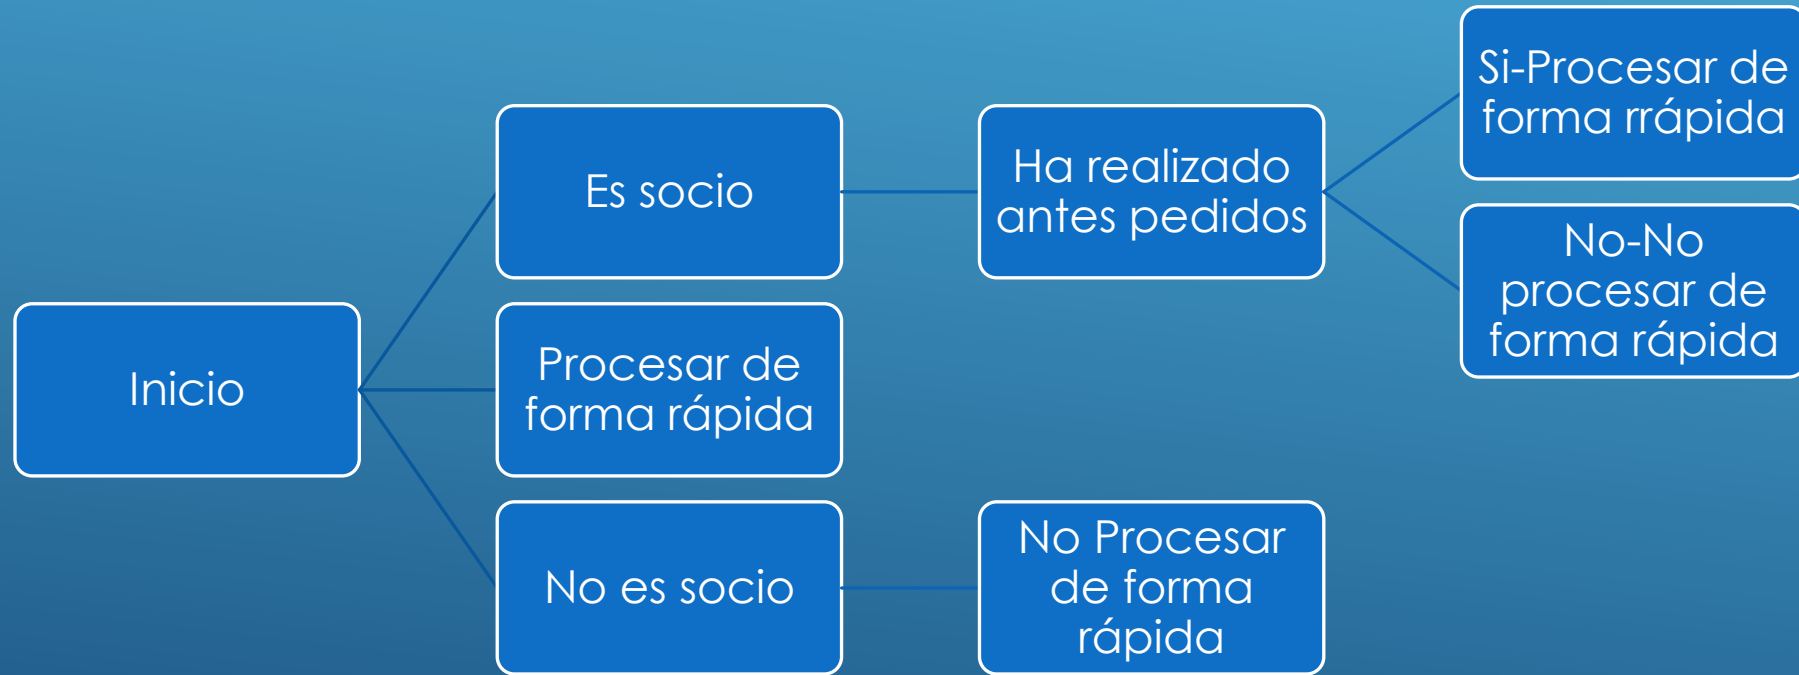 Inicio
Es socio
Procesar de
forma rápida
No es socio
Ha realizado
antes pedidos
No Procesar
de forma
rápida
Si-Procesar de
forma rrápida
No-No
procesar de
forma rápida